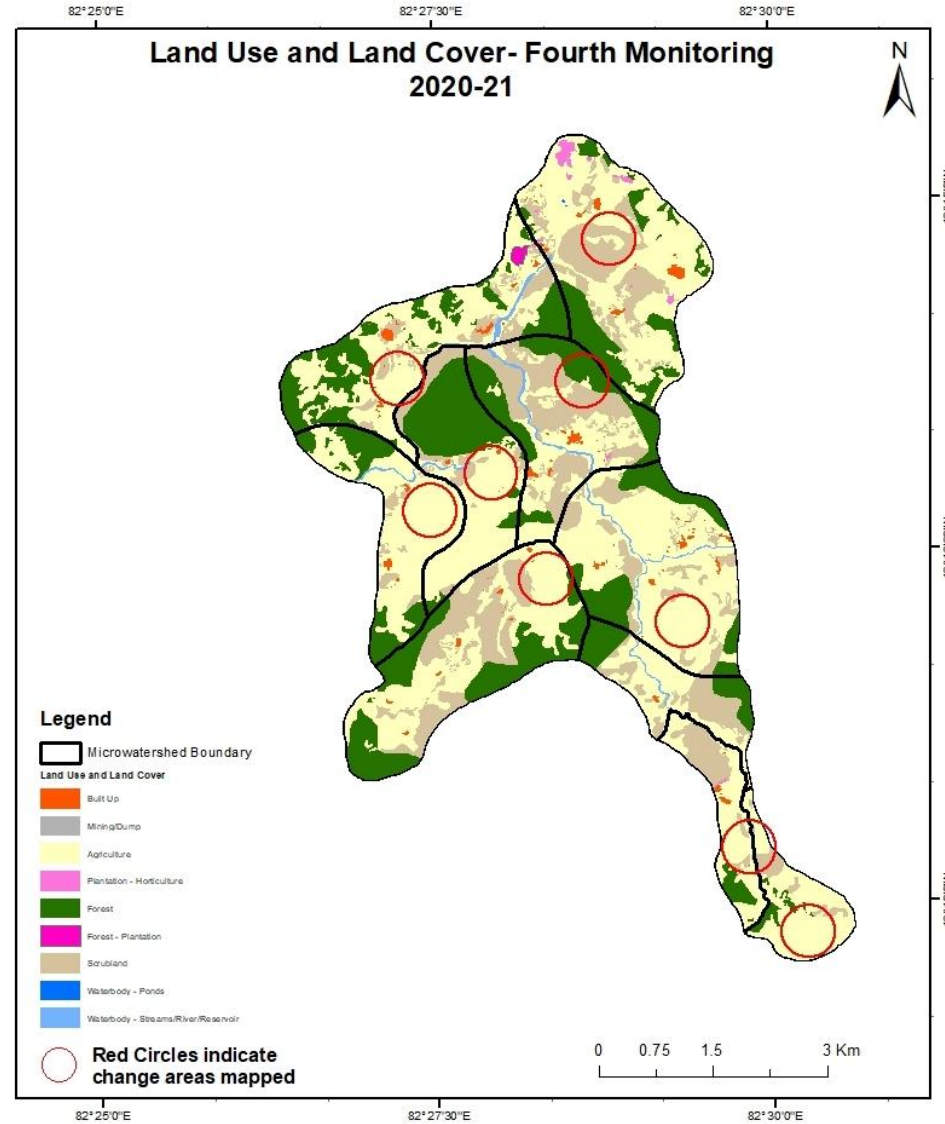 82°25'0"E 82°27'30"E 82°30'0"E
Land Use and Land Cover- Fourth Monitoring
2020-21
N
Legend
Microwatershed Boundary
Land Use and Land Cover
Built Up
Mining/Dump
Agriculture
Plantation - Horticulture
Forest
Forest - Plantation
Scrubland
Waterbody - Ponds
Waterbody - Streams/River/Reservoir
Red Circles indicate
change areas mapped
0 0.75 1.5 3 Km
82°25'0"E 82°27'30"E 82°30'0"E